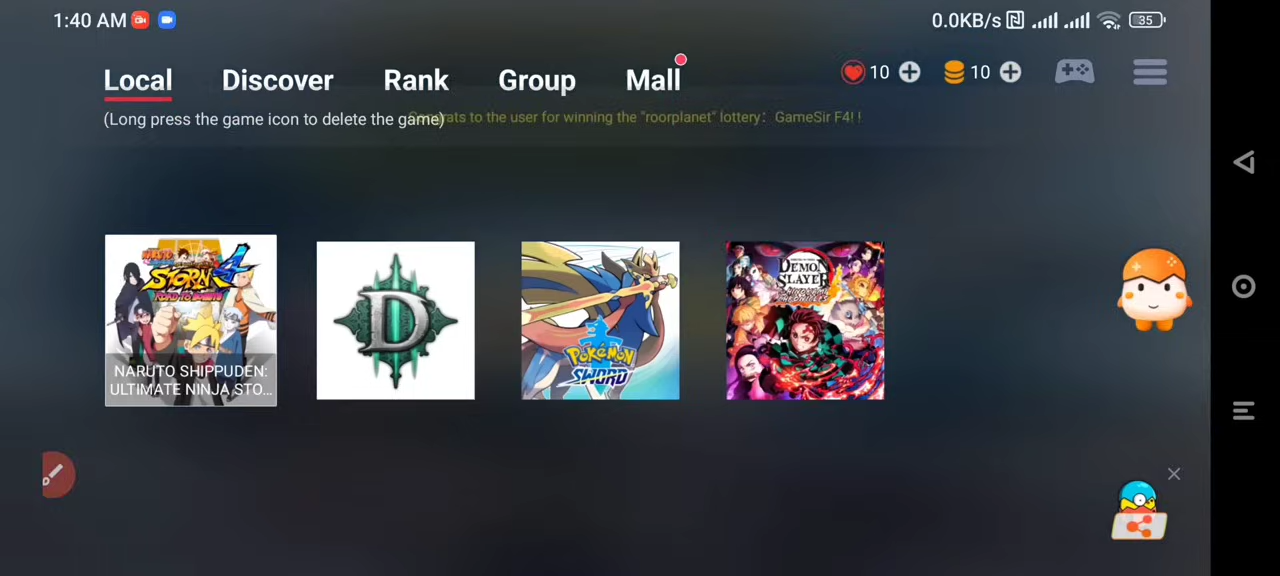 1:40 AM
0.0KB/s
35
Local
Discover
Rank
Group
Mall
10
10
(Long press the game icon to delete the game)
Congrats to the user for winning the "roorplanet" lottery：GameSir F4! !
NARUTO
STORM 4
ROAD TO BORUTO
NARUTO SHIPPUDEN:
ULTIMATE NINJA STO...
D
POKéMON
SWORD
DEMON
SLAYER